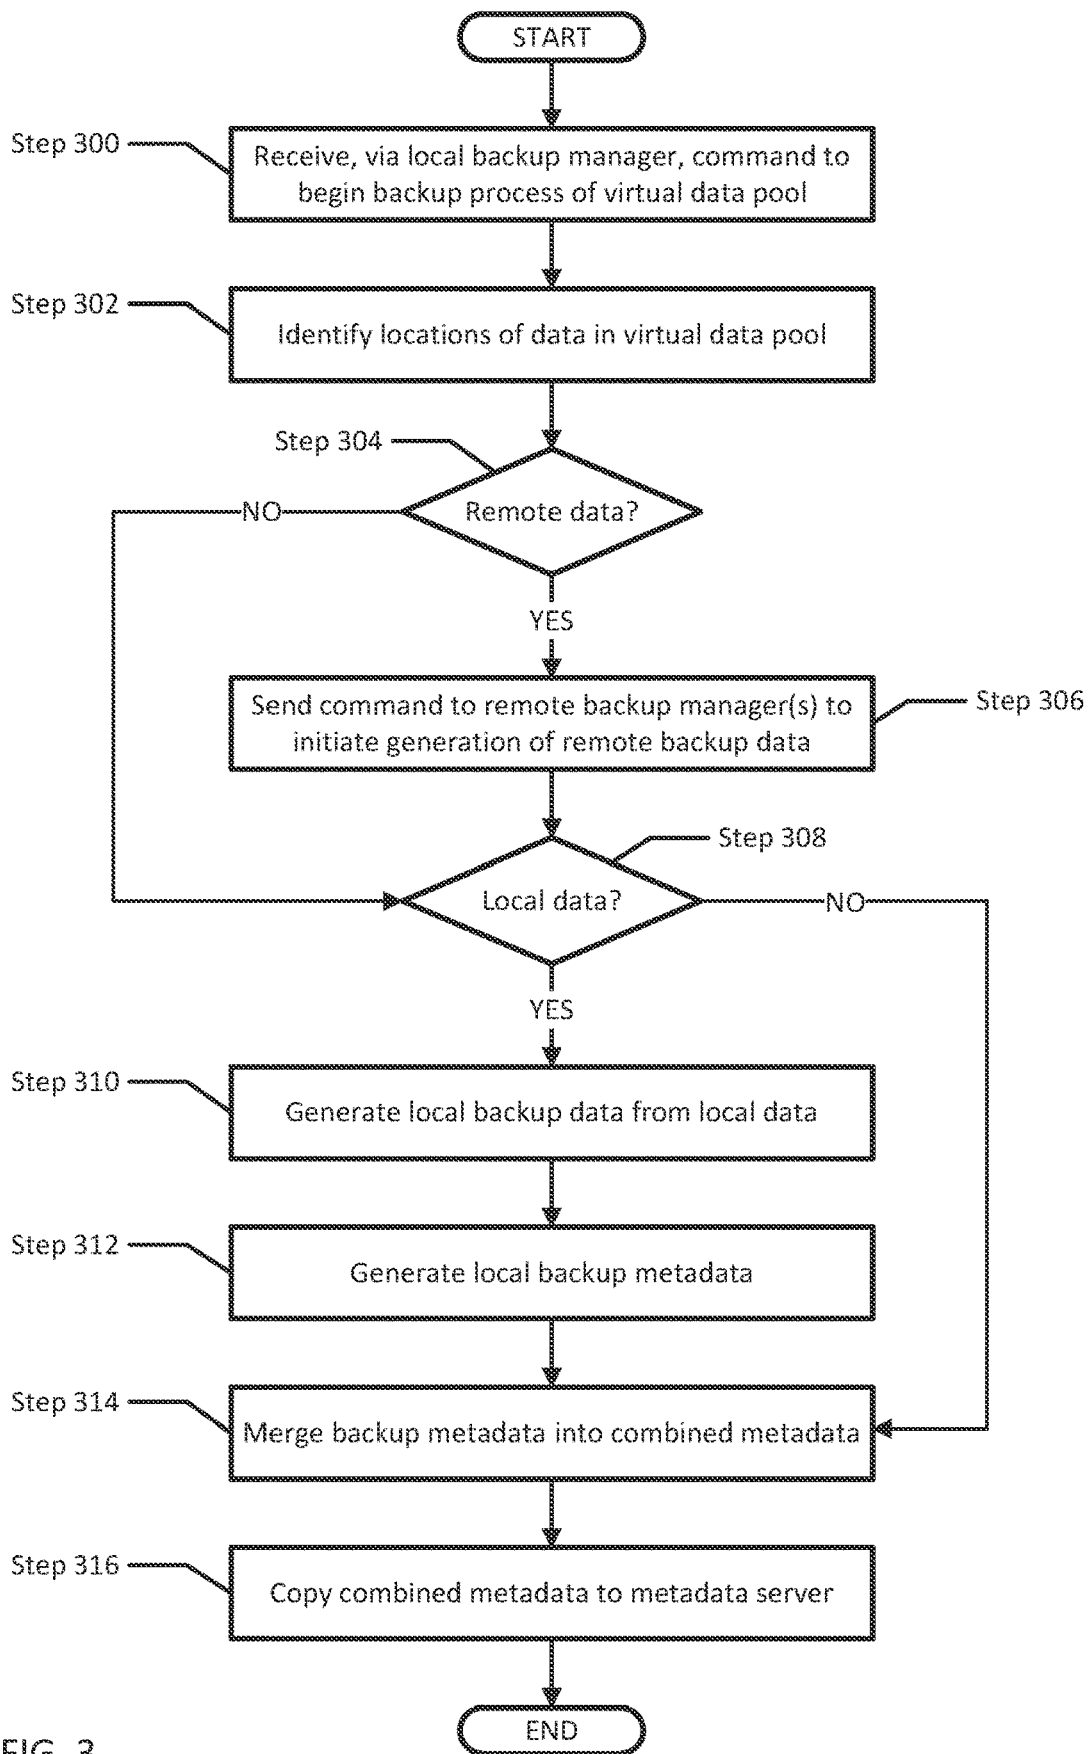 START
Step 300
Receive, via local backup manager, command to
begin backup process of virtual data pool
Step 302
Identify locations of data in virtual data pool
Step 304
Remote data?
NO
YES
Send command to remote backup manager(s) to
initiate generation of remote backup data
Step 306
Step 308
Local data?
NO
YES
Step 310
Generate local backup data from local data
Step 312
Generate local backup metadata
Step 314
Merge backup metadata into combined metadata
Step 316
Copy combined metadata to metadata server
END
FIG. 3